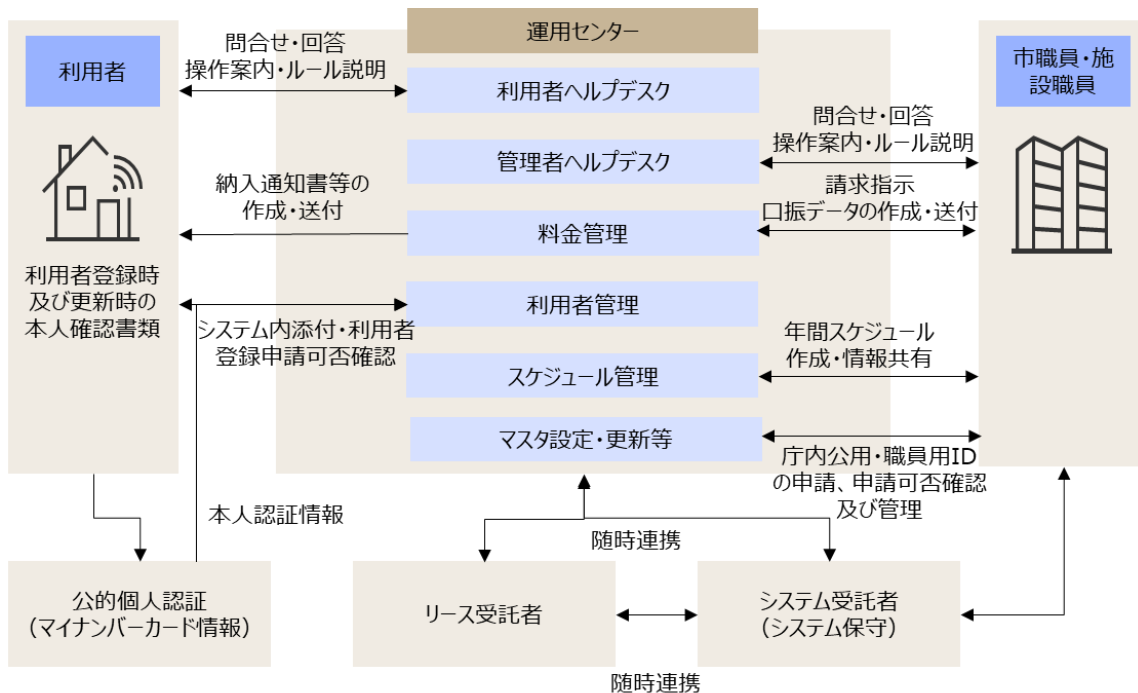 利用者
利用者登録時
及び更新時の
本人確認書類
問合せ・回答
操作案内・ルール説明
納入通知書等の
作成・送付
システム内添付・利用者
登録申請可否確認
本人認証情報
運用センター
利用者ヘルプデスク
管理者ヘルプデスク
料金管理
利用者管理
スケジュール管理
マスタ設定・更新等
問合せ・回答
操作案内・ルール説明
請求指示
口振データの作成・送付
年間スケジュール
作成・情報共有
庁内公用・職員用ID
の申請、申請可否確認
及び管理
市職員・施
設職員
随時連携
公的個人認証
（マイナンバーカード情報）
リース受託者
システム受託者
（システム保守）
随時連携